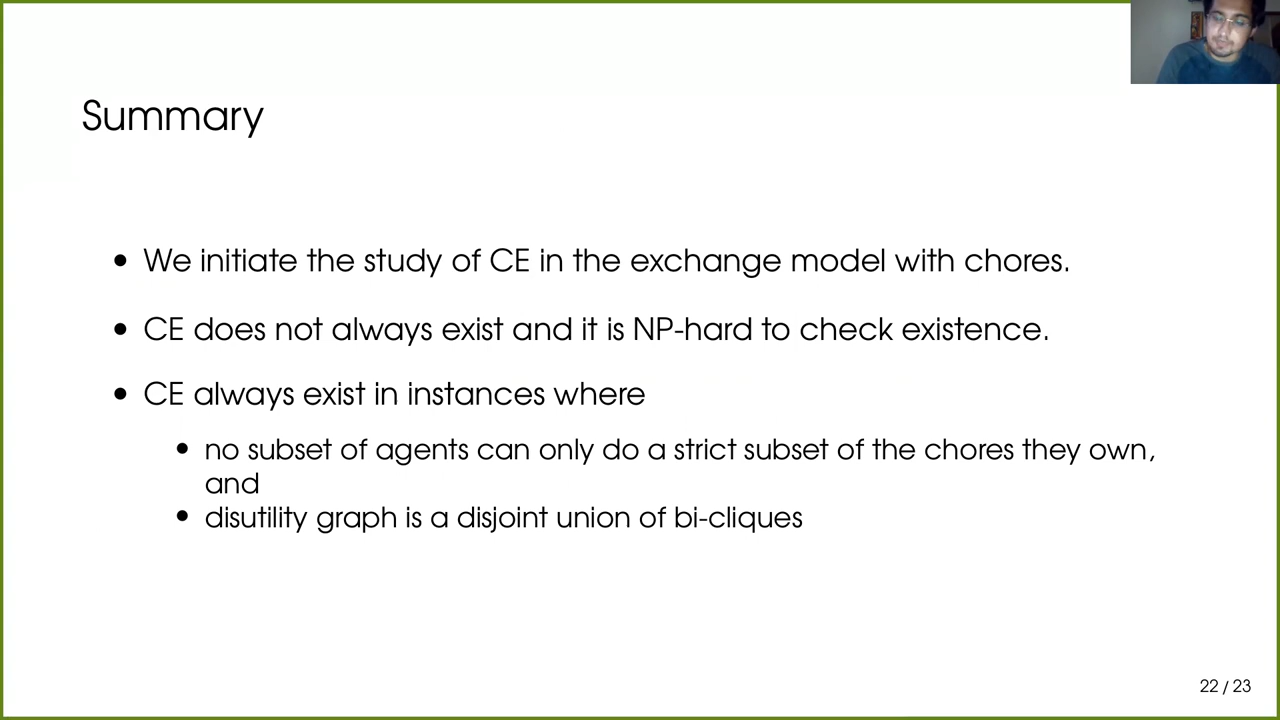 Summary
• We initiate the study of CE in the exchange model with chores.
• CE does not always exist and it is NP-hard to check existence.
• CE always exist in instances where
• no subset of agents can only do a strict subset of the chores they own,
and
• disutility graph is a disjoint union of bi-cliques
22 / 23